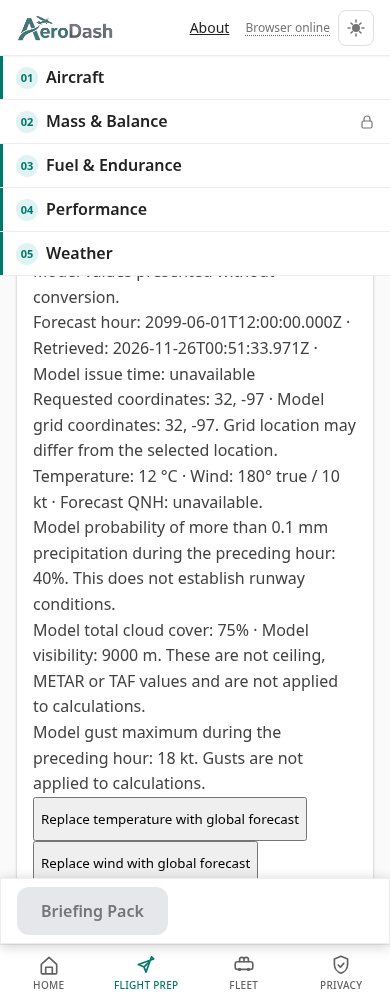 AeroDash
About
Browser online
01 Aircraft
02 Mass & Balance
03 Fuel & Endurance
04 Performance
05 Weather
model values presented without
conversion.
Forecast hour: 2099-06-01T12:00:00.000Z ·
Retrieved: 2026-11-26T00:51:33.971Z ·
Model issue time: unavailable
Requested coordinates: 32, -97 · Model
grid coordinates: 32, -97. Grid location may
differ from the selected location.
Temperature: 12 °C · Wind: 180° true / 10
kt · Forecast QNH: unavailable.
Model probability of more than 0.1 mm
precipitation during the preceding hour:
40%. This does not establish runway
conditions.
Model total cloud cover: 75% · Model
visibility: 9000 m. These are not ceiling,
METAR or TAF values and are not applied
to calculations.
Model gust maximum during the
preceding hour: 18 kt. Gusts are not
applied to calculations.
Replace temperature with global forecast
Replace wind with global forecast
Briefing Pack
HOME
FLIGHT PREP
FLEET
PRIVACY